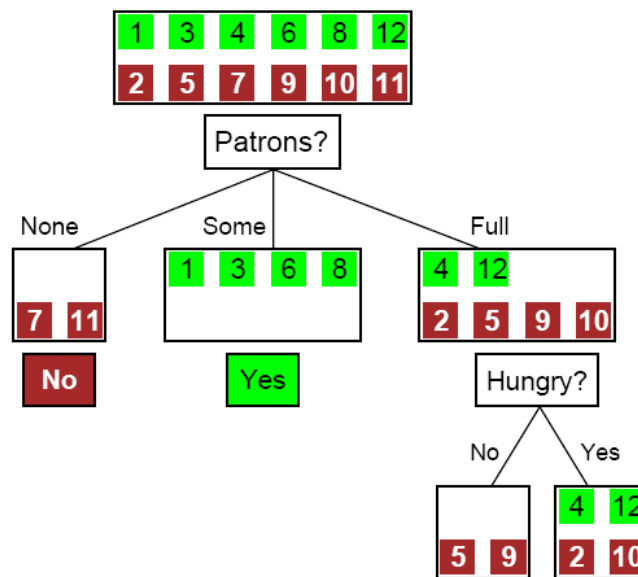 1 3 4 6 8 12
2 5 7 9 10 11
Patrons?
None Some Full
1 3 6 8 4 12
7 11 2 5 9 10
No Yes Hungry?
No Yes
4 12
5 9 2 10